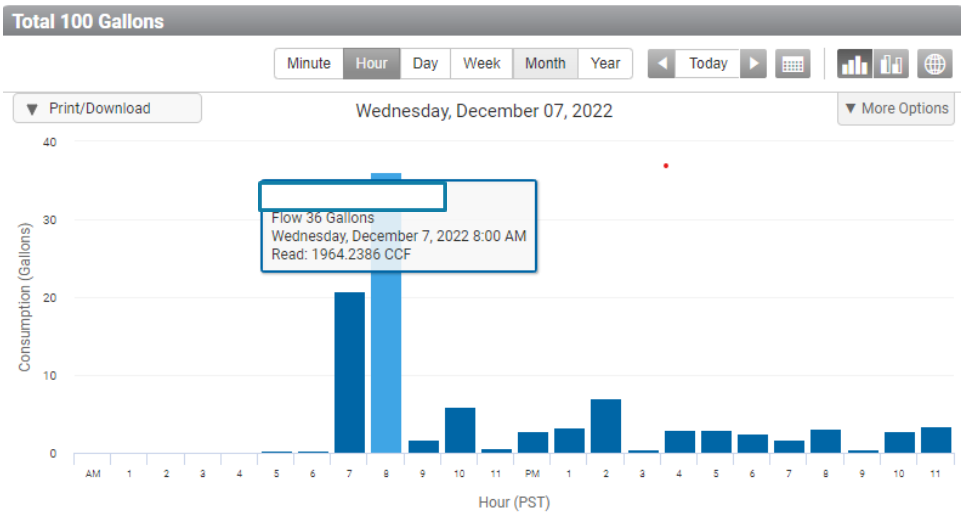 Total 100 Gallons
Minute Hour Day Week Month Year Today
Print/Download
Wednesday, December 07, 2022
More Options
40
30
20
10
0
Consumption (Gallons)
Flow 36 Gallons
Wednesday, December 7, 2022 8:00 AM
Read: 1964.2386 CCF
AM 1 2 3 4 5 6 7 8 9 10 11 PM 1 2 3 4 5 6 7 8 9 10 11
Hour (PST)